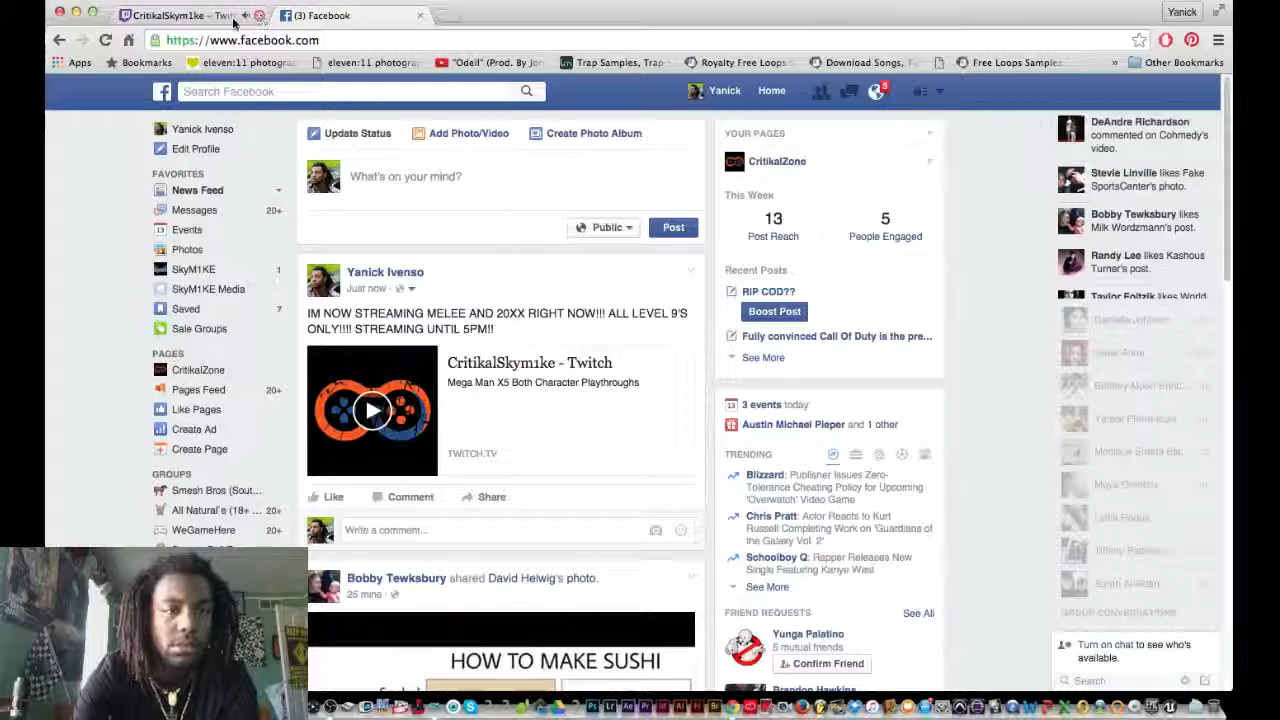 CritikalSkym1ke - Twit
(3) Facebook
Yanick
https://www.facebook.com
Apps
Bookmarks
eleven:11 photogra
eleven:11 photogra
"Odell" (Prod. By Jor
Trap Samples, Trap
Royalty Free Loops
Download Song, T
Free Loops Samples
»
Other Bookmarks
Search Facebook
Yanick
Home
3
Yanick Ivenso
Edit Profile
FAVORITES
News Feed
Messages 20+
Events
Photos
SkyM1KE 1
SkyM1KE Media
Saved 7
Sale Groups
PAGES
CritikalZone
Pages Feed 20+
Like Pages
Create Ad
Create Page
GROUPS
Smesh Bros (Sout...
All Natural'e (18+ ... 20+
WeGameHere 20+
Update Status
Add Photo/Video
Create Photo Album
What's on your mind?
Public
Post
Yanick Ivenso
Just now ·
IM NOW STREAMING MELEE AND 20XX RIGHT NOW!!! ALL LEVEL 9'S
ONLY!!!! STREAMING UNTIL 5PM!!
CritikalSkym1ke - Twitch
Mega Man X5 Both Character Playthroughs
TWITCH.TV
Like
Comment
Share
Write a comment...
Bobby Tewksbury shared David Helwig's photo.
25 mins ·
HOW TO MAKE SUSHI
YOUR PAGES
CritikalZone
This Week
13
Post Reach
5
People Engaged
Recent Posts
RIP COD??
Boost Post
Fully convinced Call Of Duty is the pre...
See More
13
3 events today
Austin Michael Pieper and 1 other
TRENDING
Blizzard: Publisher Issues Zero-
Tolerance Cheating Policy for Upcoming
'Overwatch' Video Game
Chris Pratt: Actor Reacts to Kurt
Russell Completing Work on 'Guardians of
the Galaxy Vol. 2'
Schoolboy Q: Rapper Releases New
Single Featuring Kanye West
See More
FRIEND REQUESTS
See All
Yunga Palatino
5 mutual friends
Confirm Friend
Brandon Hawkins
DeAndre Richardson
commented on Cohmedy's
video.
Stevie Linville likes Fake
SportsCenter's photo.
Bobby Tewksbury likes
Milk Wordzmann's post.
Randy Lee likes Kashous
Turner's post.
Taylor Foltzik likes World
GROUP CONVERSATIONS
Turn on chat to see who's
available.
Search